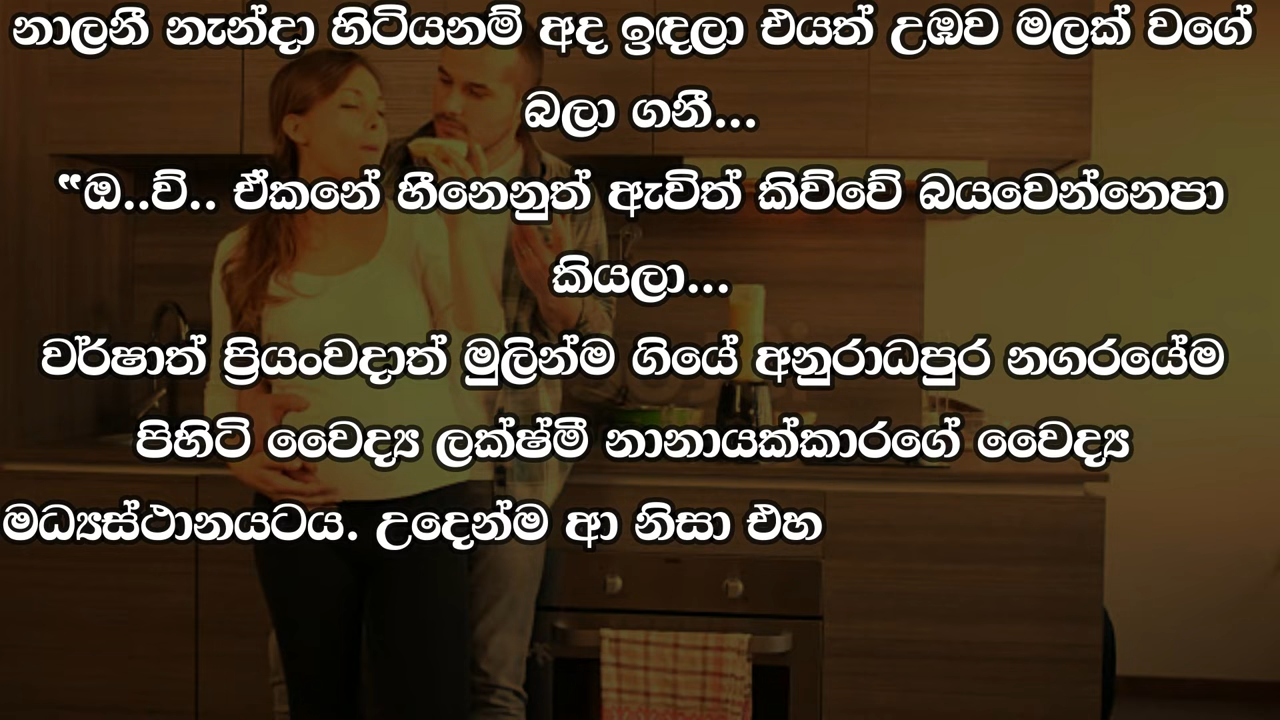 නාලනී නැන්දා හිටියනම් අද ඉඳලා එයත් උඹව මලක් වගේ
බලා ගනී...
“ඔ..ව්.. ඒකනේ හීනෙනුත් ඇවිත් කිව්වේ බයවෙන්නෙපා
කියලා...
වර්ෂාත් ප්‍රියංවදාත් මුලින්ම ගියේ අනුරාධපුර නගරයේම
පිහිටි වෛද්‍ය ලක්ෂ්මී නානායක්කාරගේ වෛද්‍ය
මධ්‍යස්ථානයටය. උදෙන්ම ආ නිසා එහ